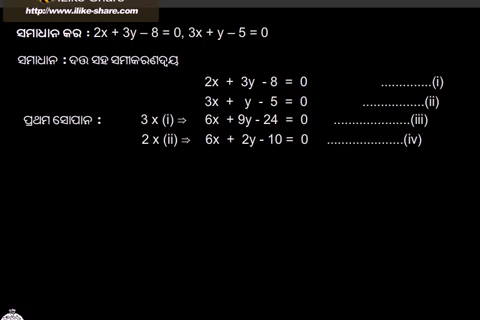 http://www.ilike-share.com
ସମାଧାନ କର : 2x + 3y – 8 = 0, 3x + y – 5 = 0
ସମାଧାନ : ଦତ୍ତ ସହ ସମୀକରଣଦ୍ୱୟ
2x + 3y - 8 = 0 ..............(i)
3x + y - 5 = 0 .................(ii)
ପ୍ରଥମ ସୋପାନ : 3 x (i) ⇒ 6x + 9y - 24 = 0 .....................(iii)
2 x (ii) ⇒ 6x + 2y - 10 = 0 .....................(iv)